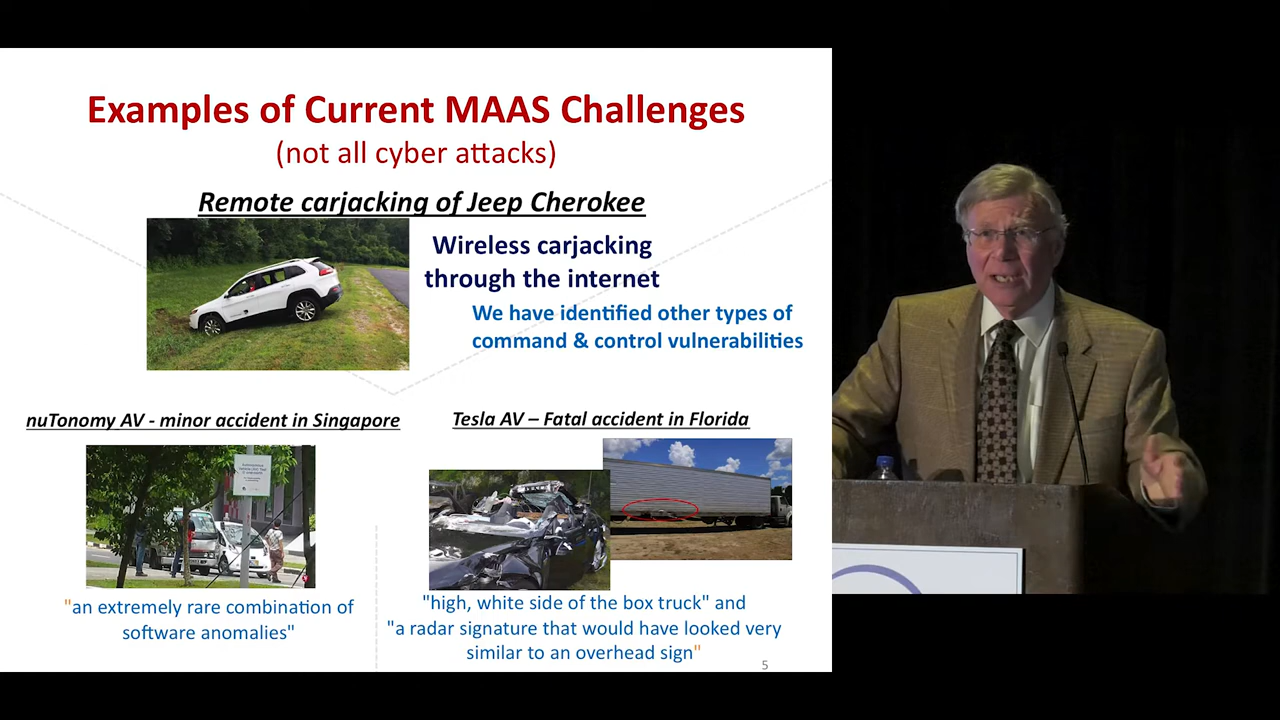 Examples of Current MAAS Challenges
(not all cyber attacks)
Remote carjacking of Jeep Cherokee
Wireless carjacking
through the internet
We have identified other types of
command & control vulnerabilities
nuTonomy AV - minor accident in Singapore
"an extremely rare combination of
software anomalies"
Tesla AV – Fatal accident in Florida
"high, white side of the box truck" and
"a radar signature that would have looked very
similar to an overhead sign"
5